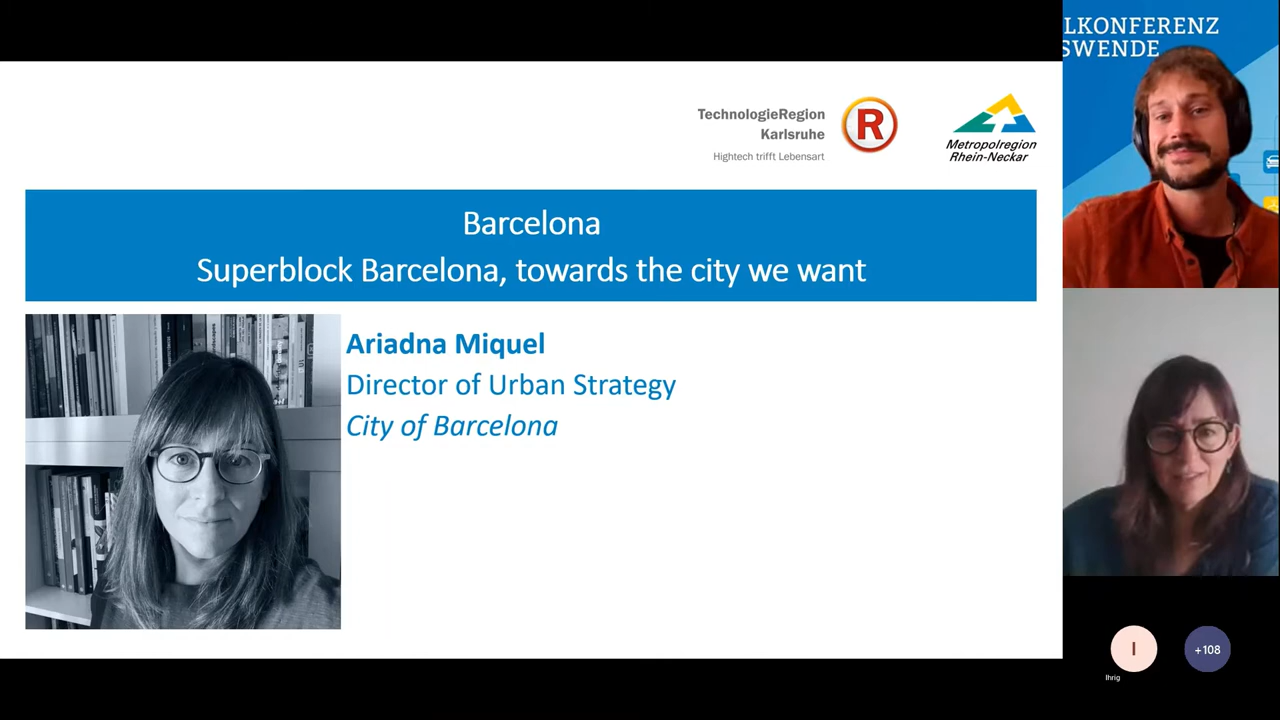 LKONFERENZ
SWENDE
TechnologieRegion
Karlsruhe
Hightech trifft Lebensart
R
Metropolregion
Rhein-Neckar
Barcelona
Superblock Barcelona, towards the city we want
Ariadna Miquel
Director of Urban Strategy
City of Barcelona
I
+108
Ihrig